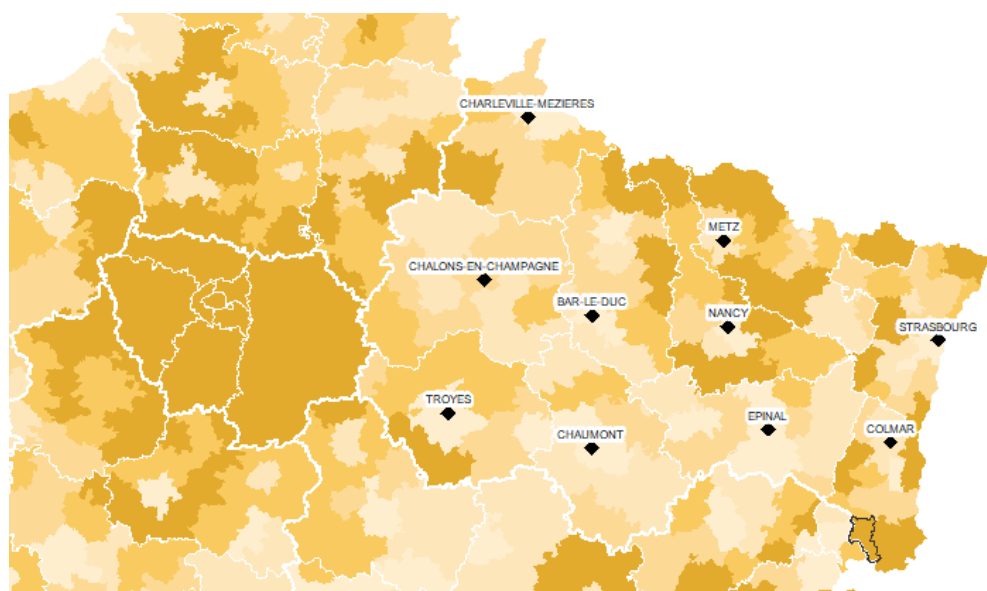 CHARLEVILLE-MEZIERES
METZ
CHALONS-EN-CHAMPAGNE
BAR-LE-DUC
NANCY
STRASBOURG
TROYES
EPINAL
COLMAR
CHAUMONT